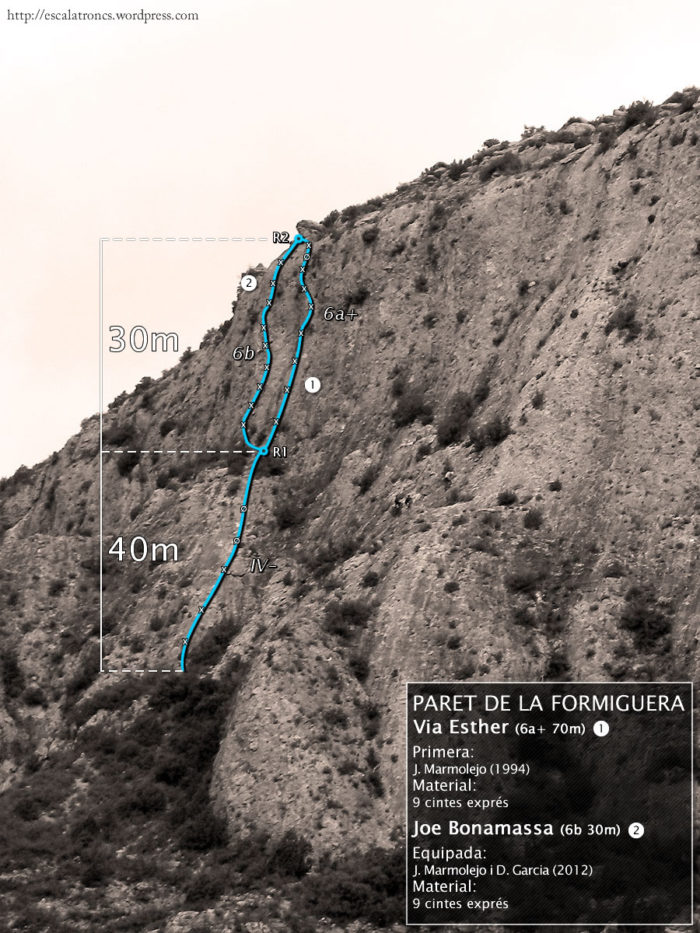 http://escalatroncs.wordpress.com
R2
2
6a+
30m
6b
1
R1
40m
IV-
PARET DE LA FORMIGUERA
Via Esther (6a+ 70m) 1
Primera:
J. Marmolejo (1994)
Material:
9 cintes exprés
Joe Bonamassa (6b 30m) 2
Equipada:
J. Marmolejo i D. Garcia (2012)
Material:
9 cintes exprés